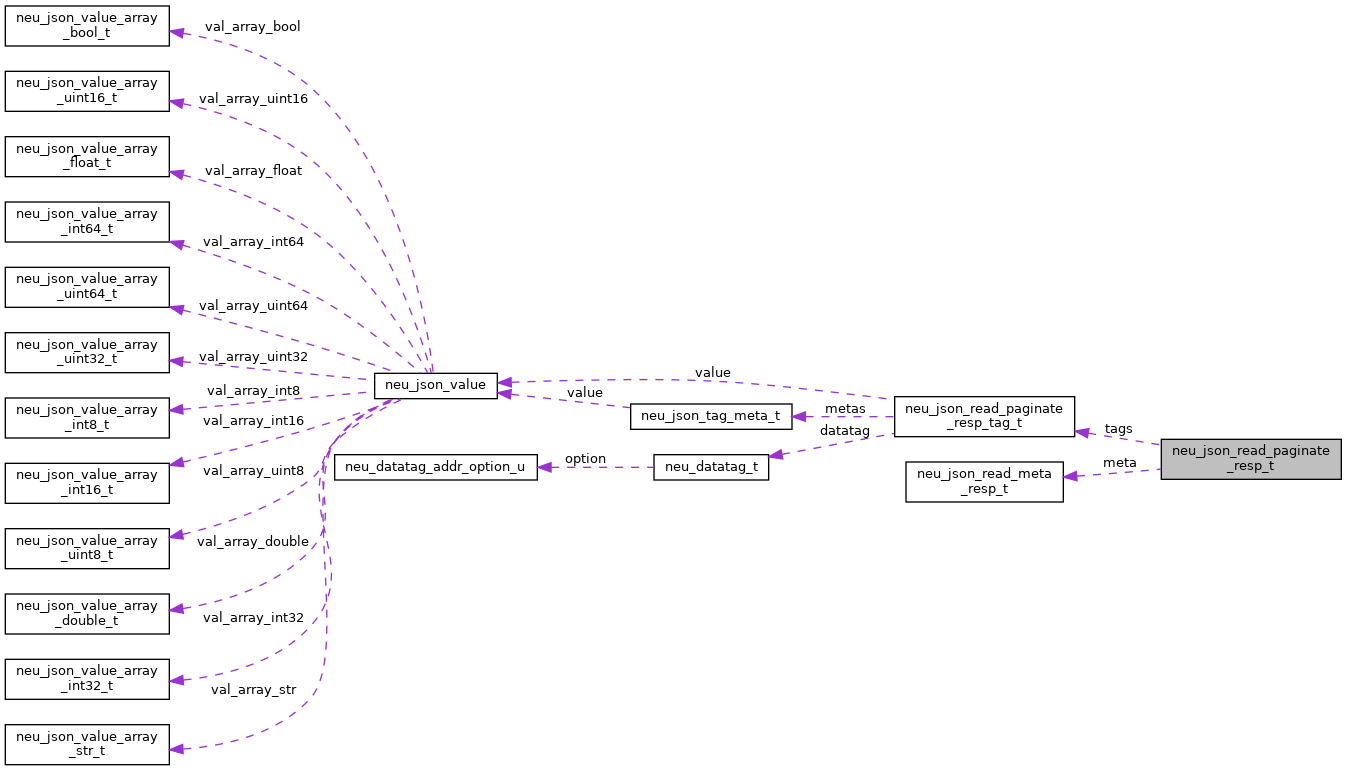 neu_json_value_array
_bool_t
val_array_bool
neu_json_value_array
_uint16_t
val_array_uint16
neu_json_value_array
_float_t
val_array_float
neu_json_value_array
_int64_t
val_array_int64
neu_json_value_array
_uint64_t
val_array_uint64
neu_json_value_array
_uint32_t
val_array_uint32
neu_json_value_array
_int8_t
val_array_int8
neu_json_value_array
_int16_t
val_array_int16
neu_json_value_array
_uint8_t
val_array_uint8
neu_json_value_array
_double_t
val_array_double
neu_json_value_array
_int32_t
val_array_int32
neu_json_value_array
_str_t
val_array_str
neu_json_value
neu_datatag_addr_option_u
value
value
option
neu_json_tag_meta_t
neu_datatag_t
metas
datatag
neu_json_read_paginate
_resp_tag_t
neu_json_read_meta
_resp_t
tags
meta
neu_json_read_paginate
_resp_t